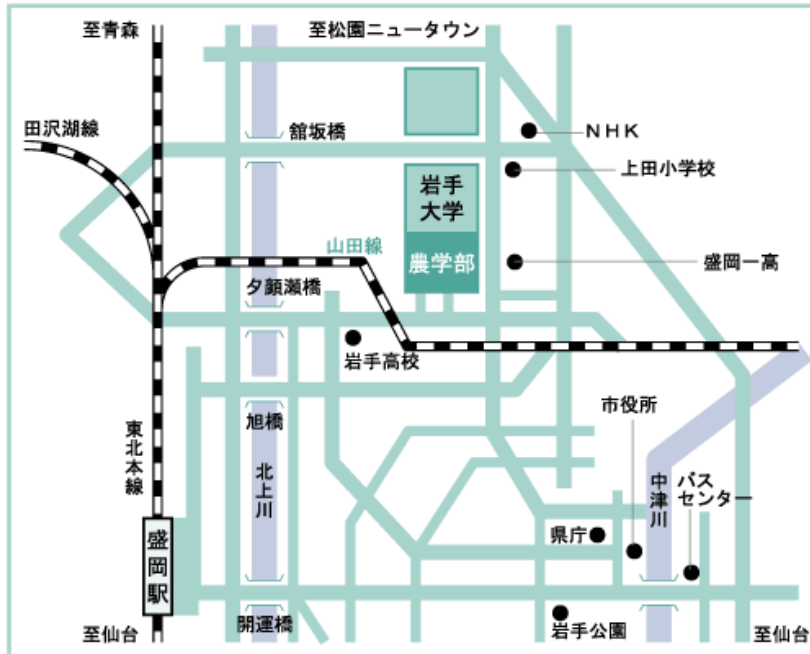 至青森
至松園ニュータウン
田沢湖線
舘坂橋
NHK
上田小学校
岩手
大学
山田線
農学部
盛岡一高
夕顔瀬橋
岩手高校
旭橋
市役所
東北本線
北上川
中津川
バス
センター
盛岡駅
県庁
開運橋
岩手公園
至仙台
至仙台